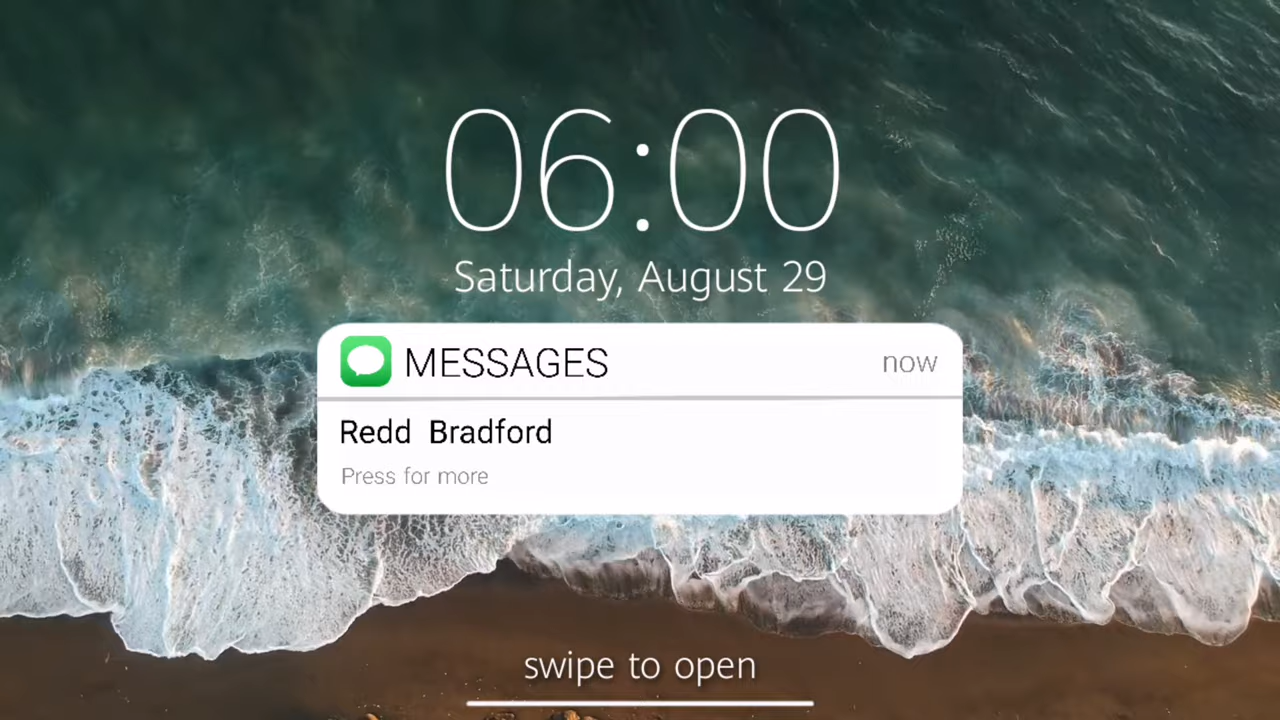 06:00
Saturday, August 29
MESSAGES now
Redd Bradford
Press for more
swipe to open